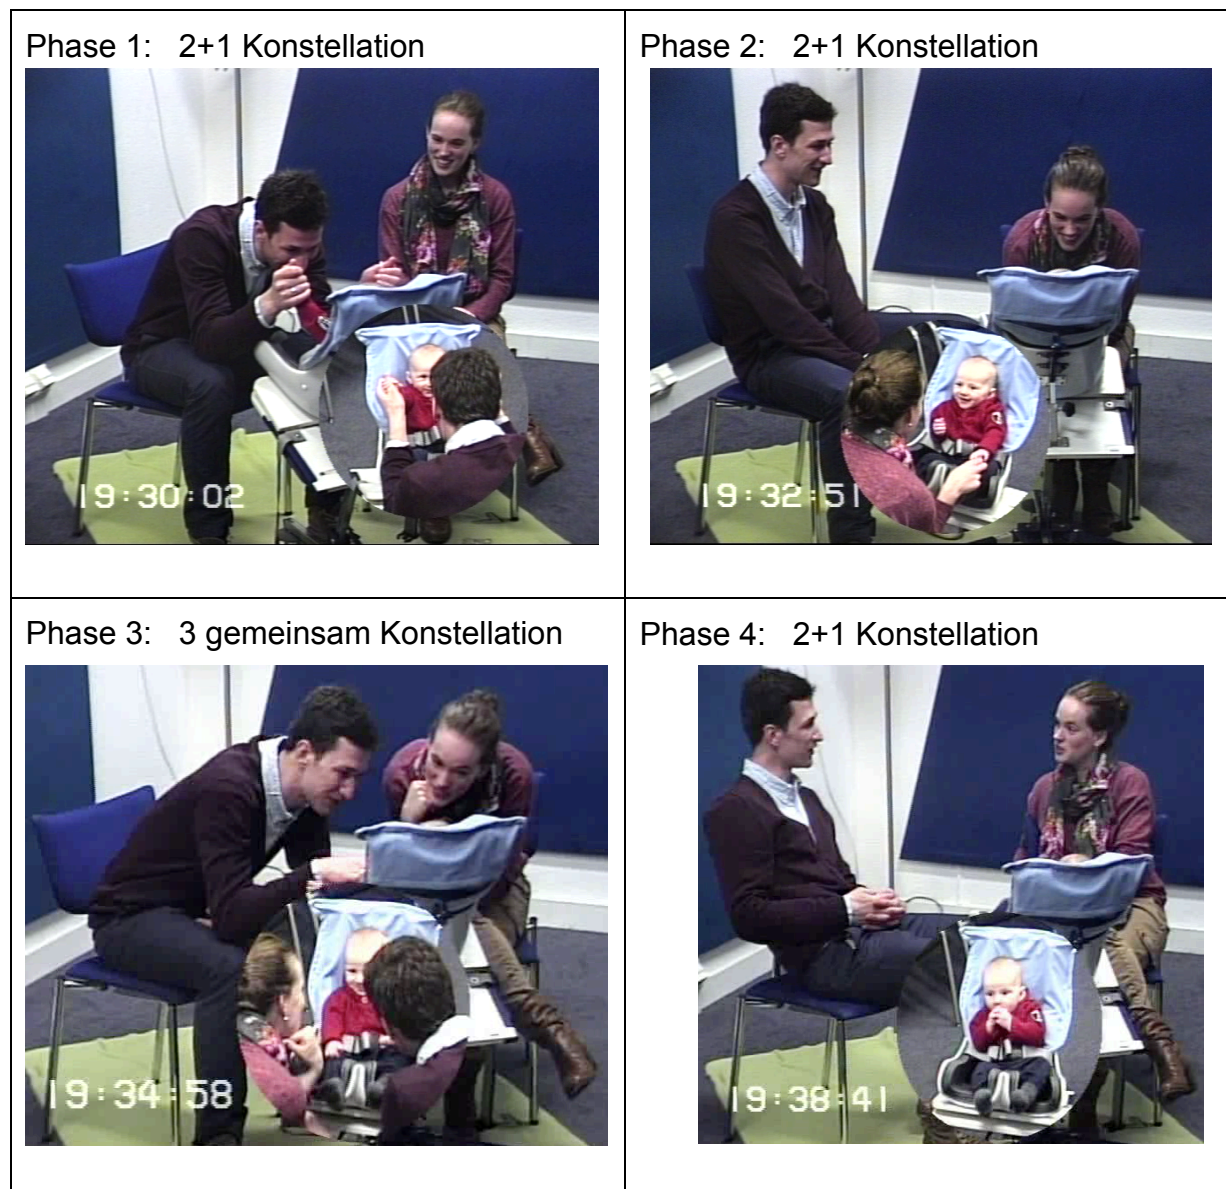 Phase 1: 2+1 Konstellation
Phase 2: 2+1 Konstellation
19:30:02
19:32:51
Phase 3: 3 gemeinsam Konstellation
Phase 4: 2+1 Konstellation
19:34:58
19:38:41